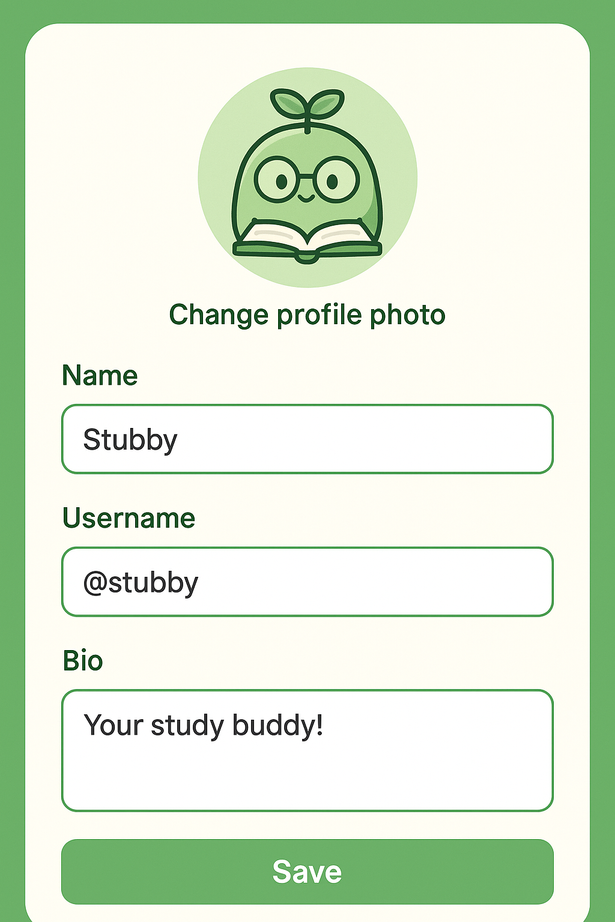 Change profile photo
Name
Stubby
Username
@stubby
Bio
Your study buddy!
Save